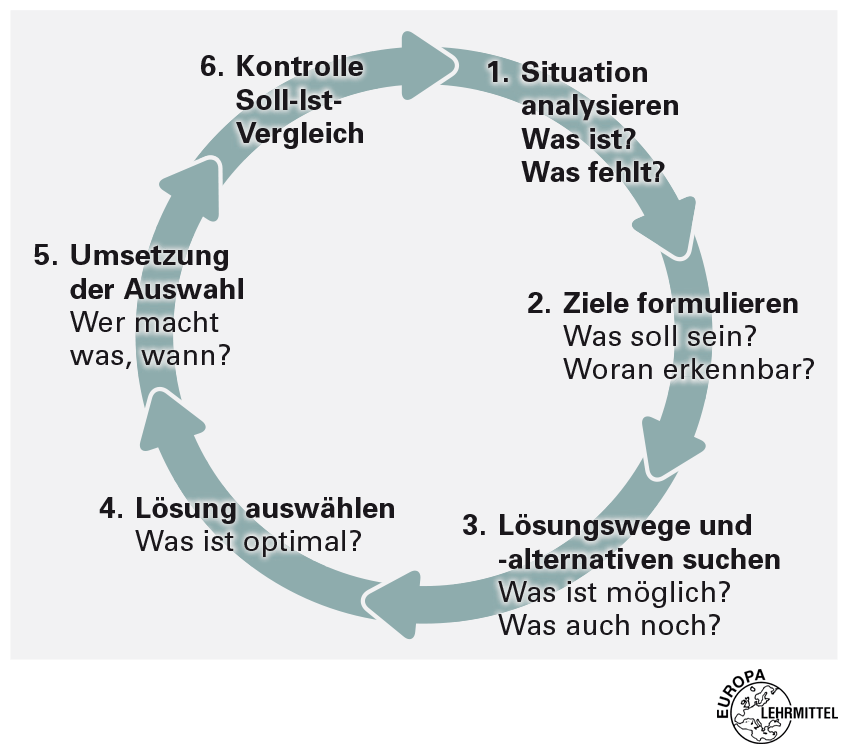 1. Situation
analysieren
Was ist?
Was fehlt?
2. Ziele formulieren
Was soll sein?
Woran erkennbar?
3. Lösungswege und
-alternativen suchen
Was ist möglich?
Was auch noch?
4. Lösung auswählen
Was ist optimal?
5. Umsetzung
der Auswahl
Wer macht
was, wann?
6. Kontrolle
Soll-Ist-
Vergleich
EUROPA
LEHRMITTEL